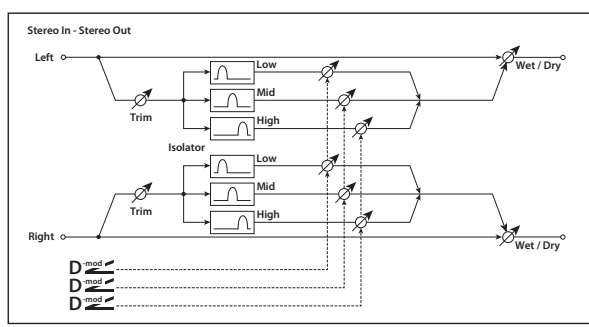 Stereo In - Stereo Out
Left
Low
Wet / Dry
Mid
Trim
High
Isolator
Low
Mid
Trim
High
Right
Wet / Dry
D-mod
D-mod
D-mod